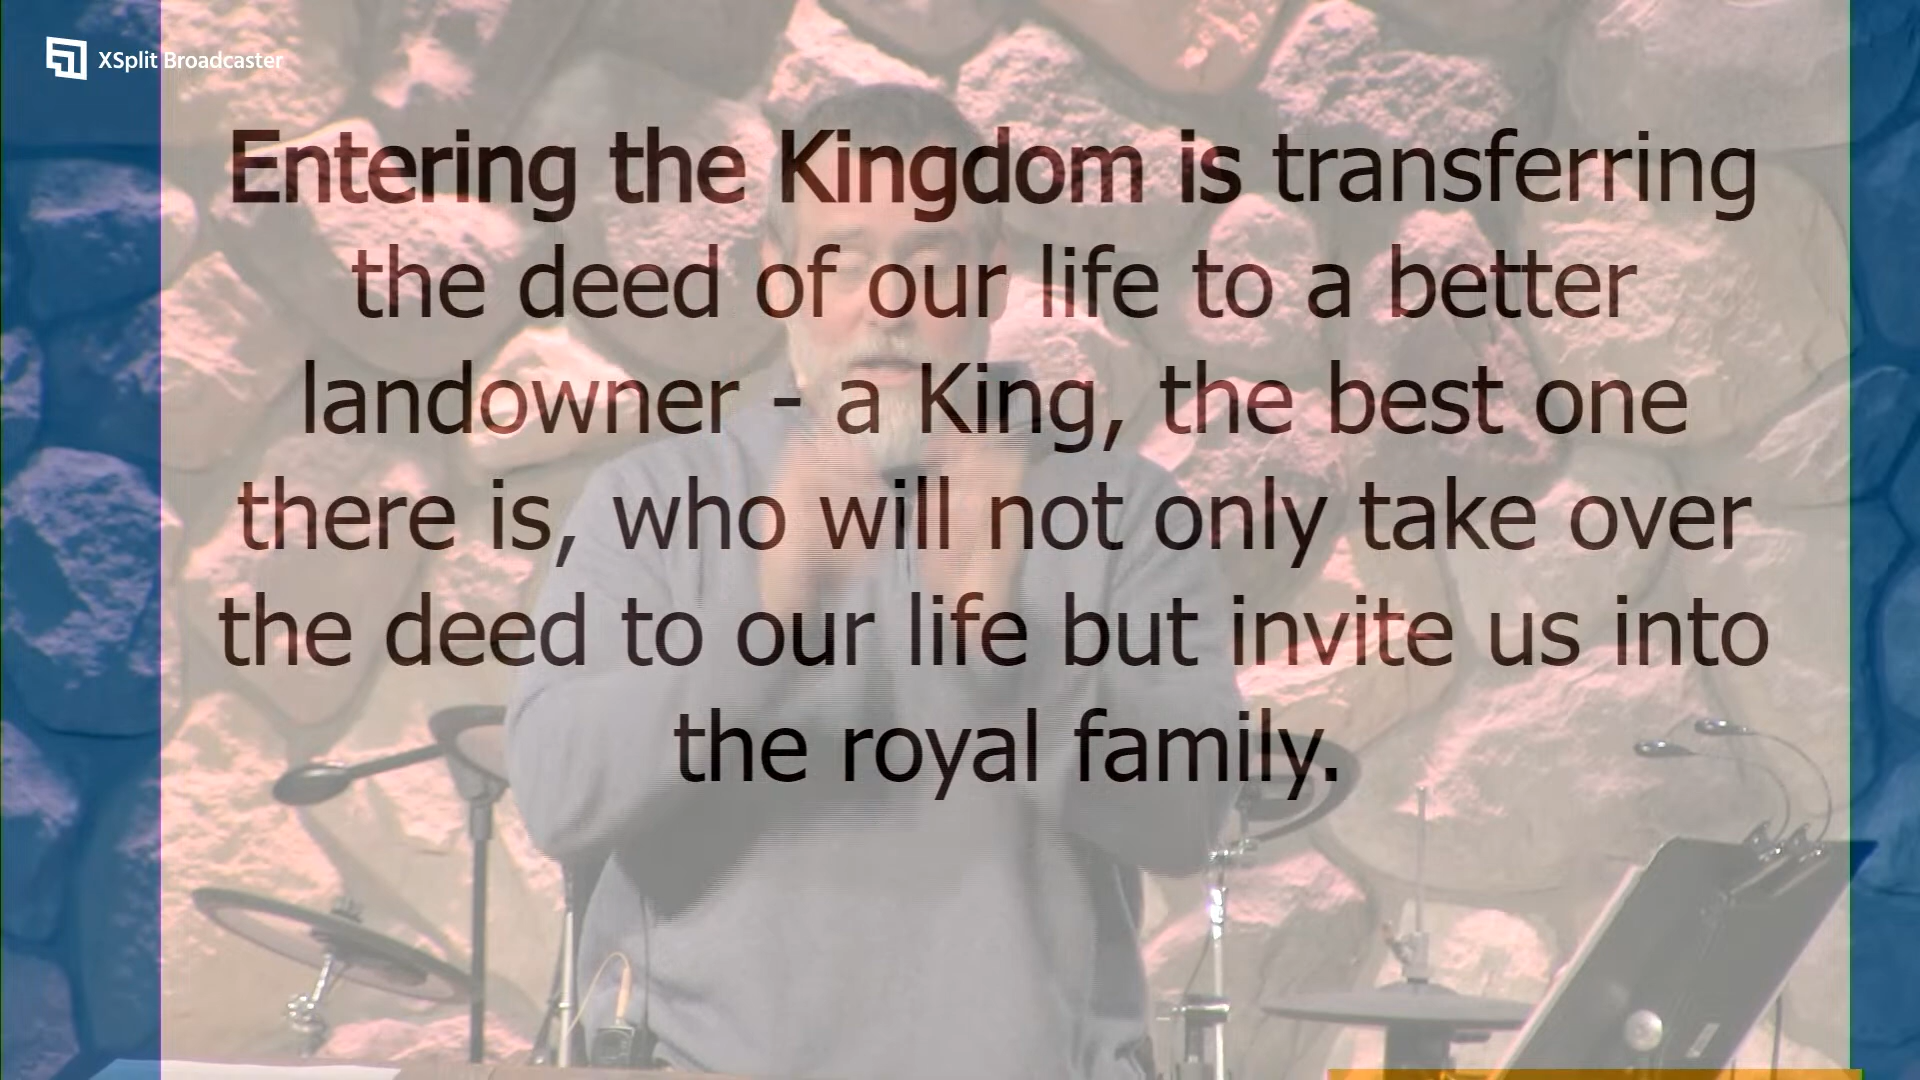 XSplit Broadcaster
Entering the Kingdom is transferring
the deed of our life to a better
landowner - a King, the best one
there is, who will not only take over
the deed to our life but invite us into
the royal family.